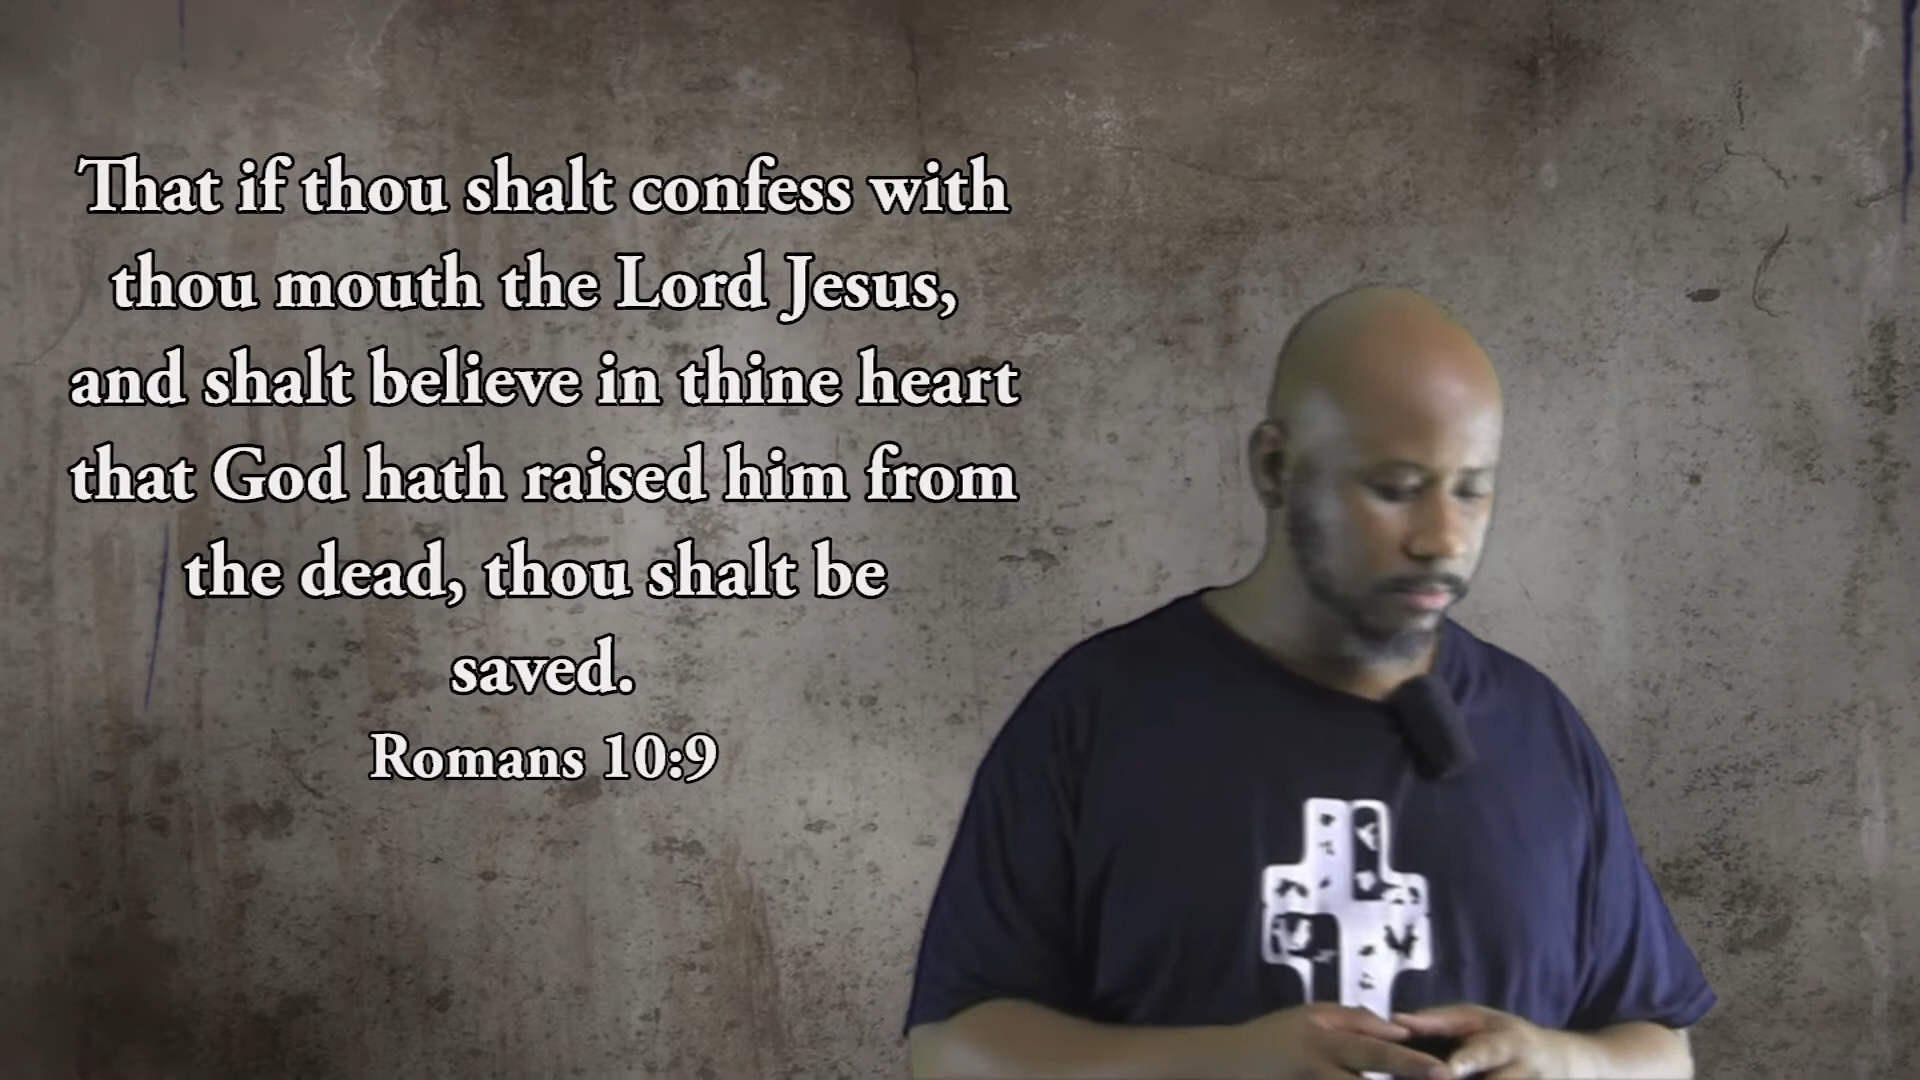 That if thou shalt confess with
thou mouth the Lord Jesus,
and shalt believe in thine heart
that God hath raised him from
the dead, thou shalt be
saved.
Romans 10:9